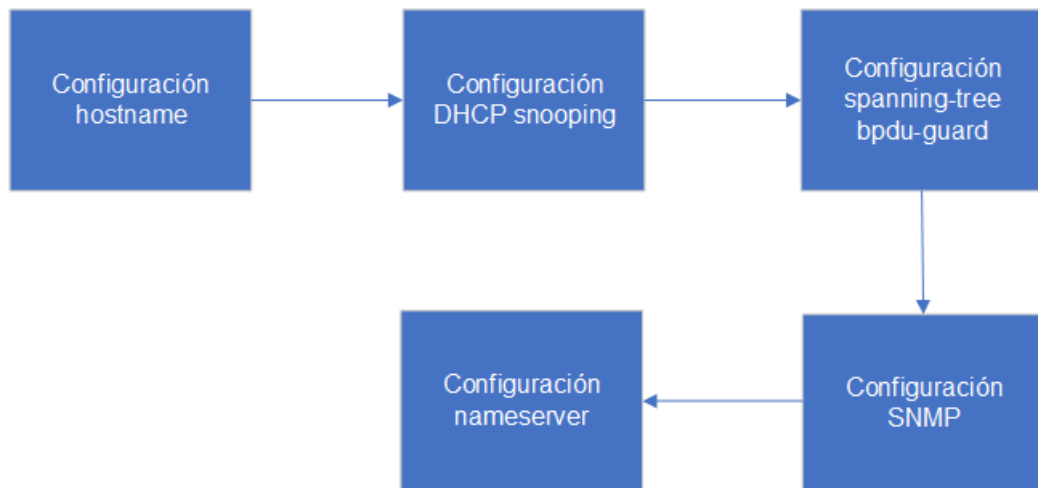 Configuración
hostname
Configuración
DHCP snooping
Configuración
spanning-tree
bpdu-guard
Configuración
SNMP
Configuración
nameserver